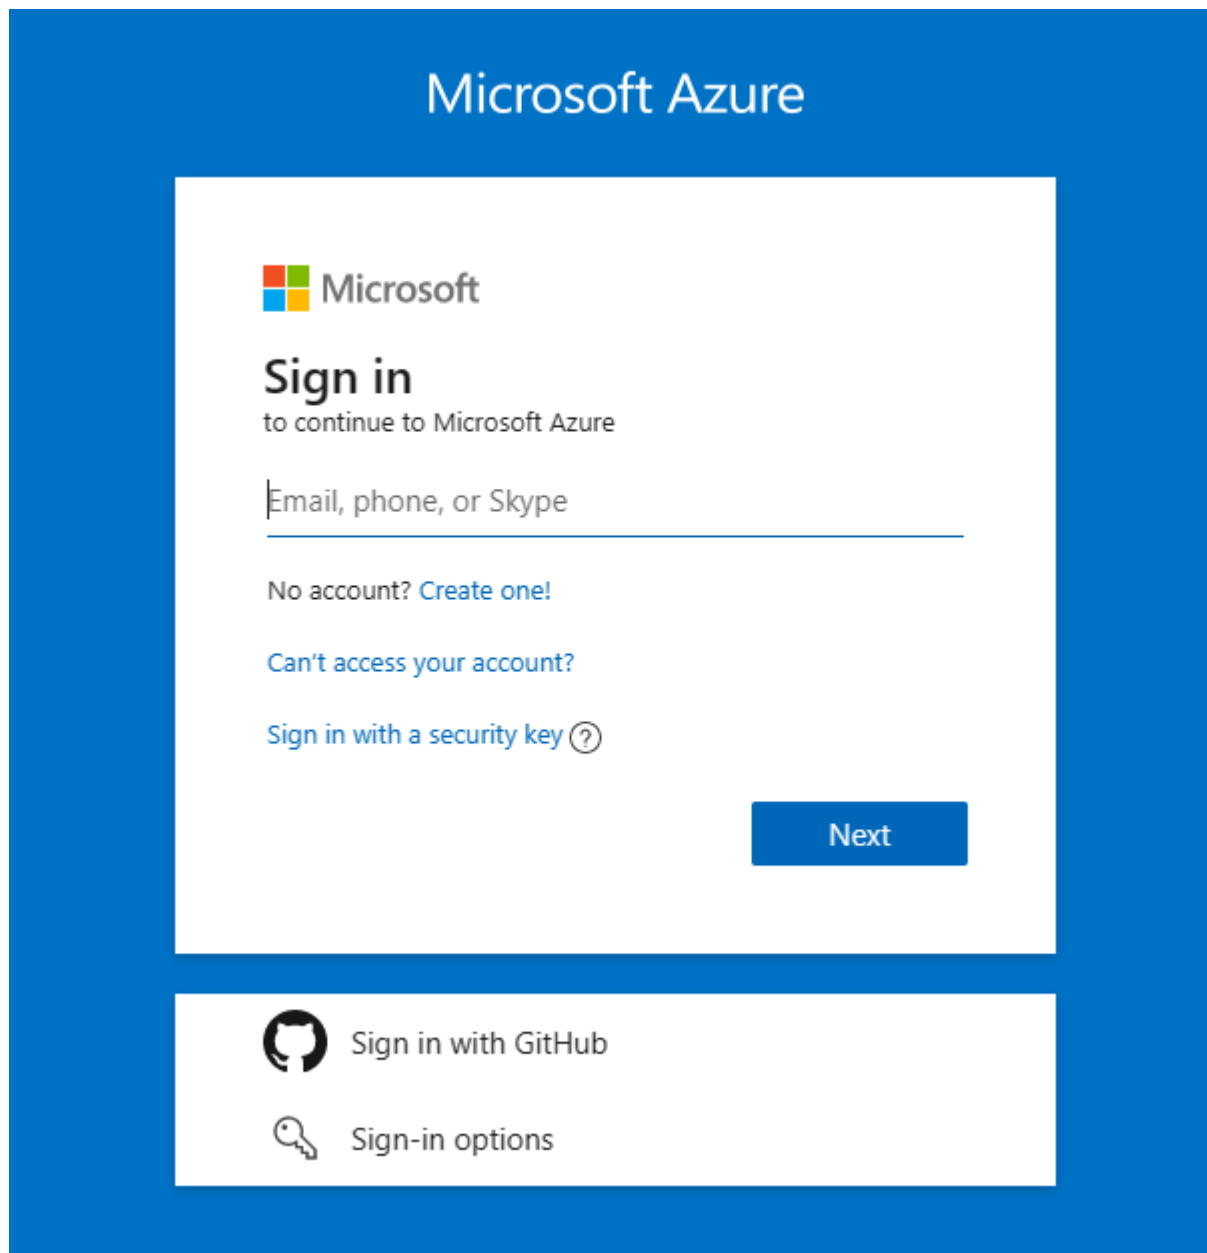 Microsoft Azure
Microsoft
Sign in
to continue to Microsoft Azure
Email, phone, or Skype
No account? Create one!
Can’t access your account?
Sign in with a security key ?
Next
Sign in with GitHub
Sign-in options